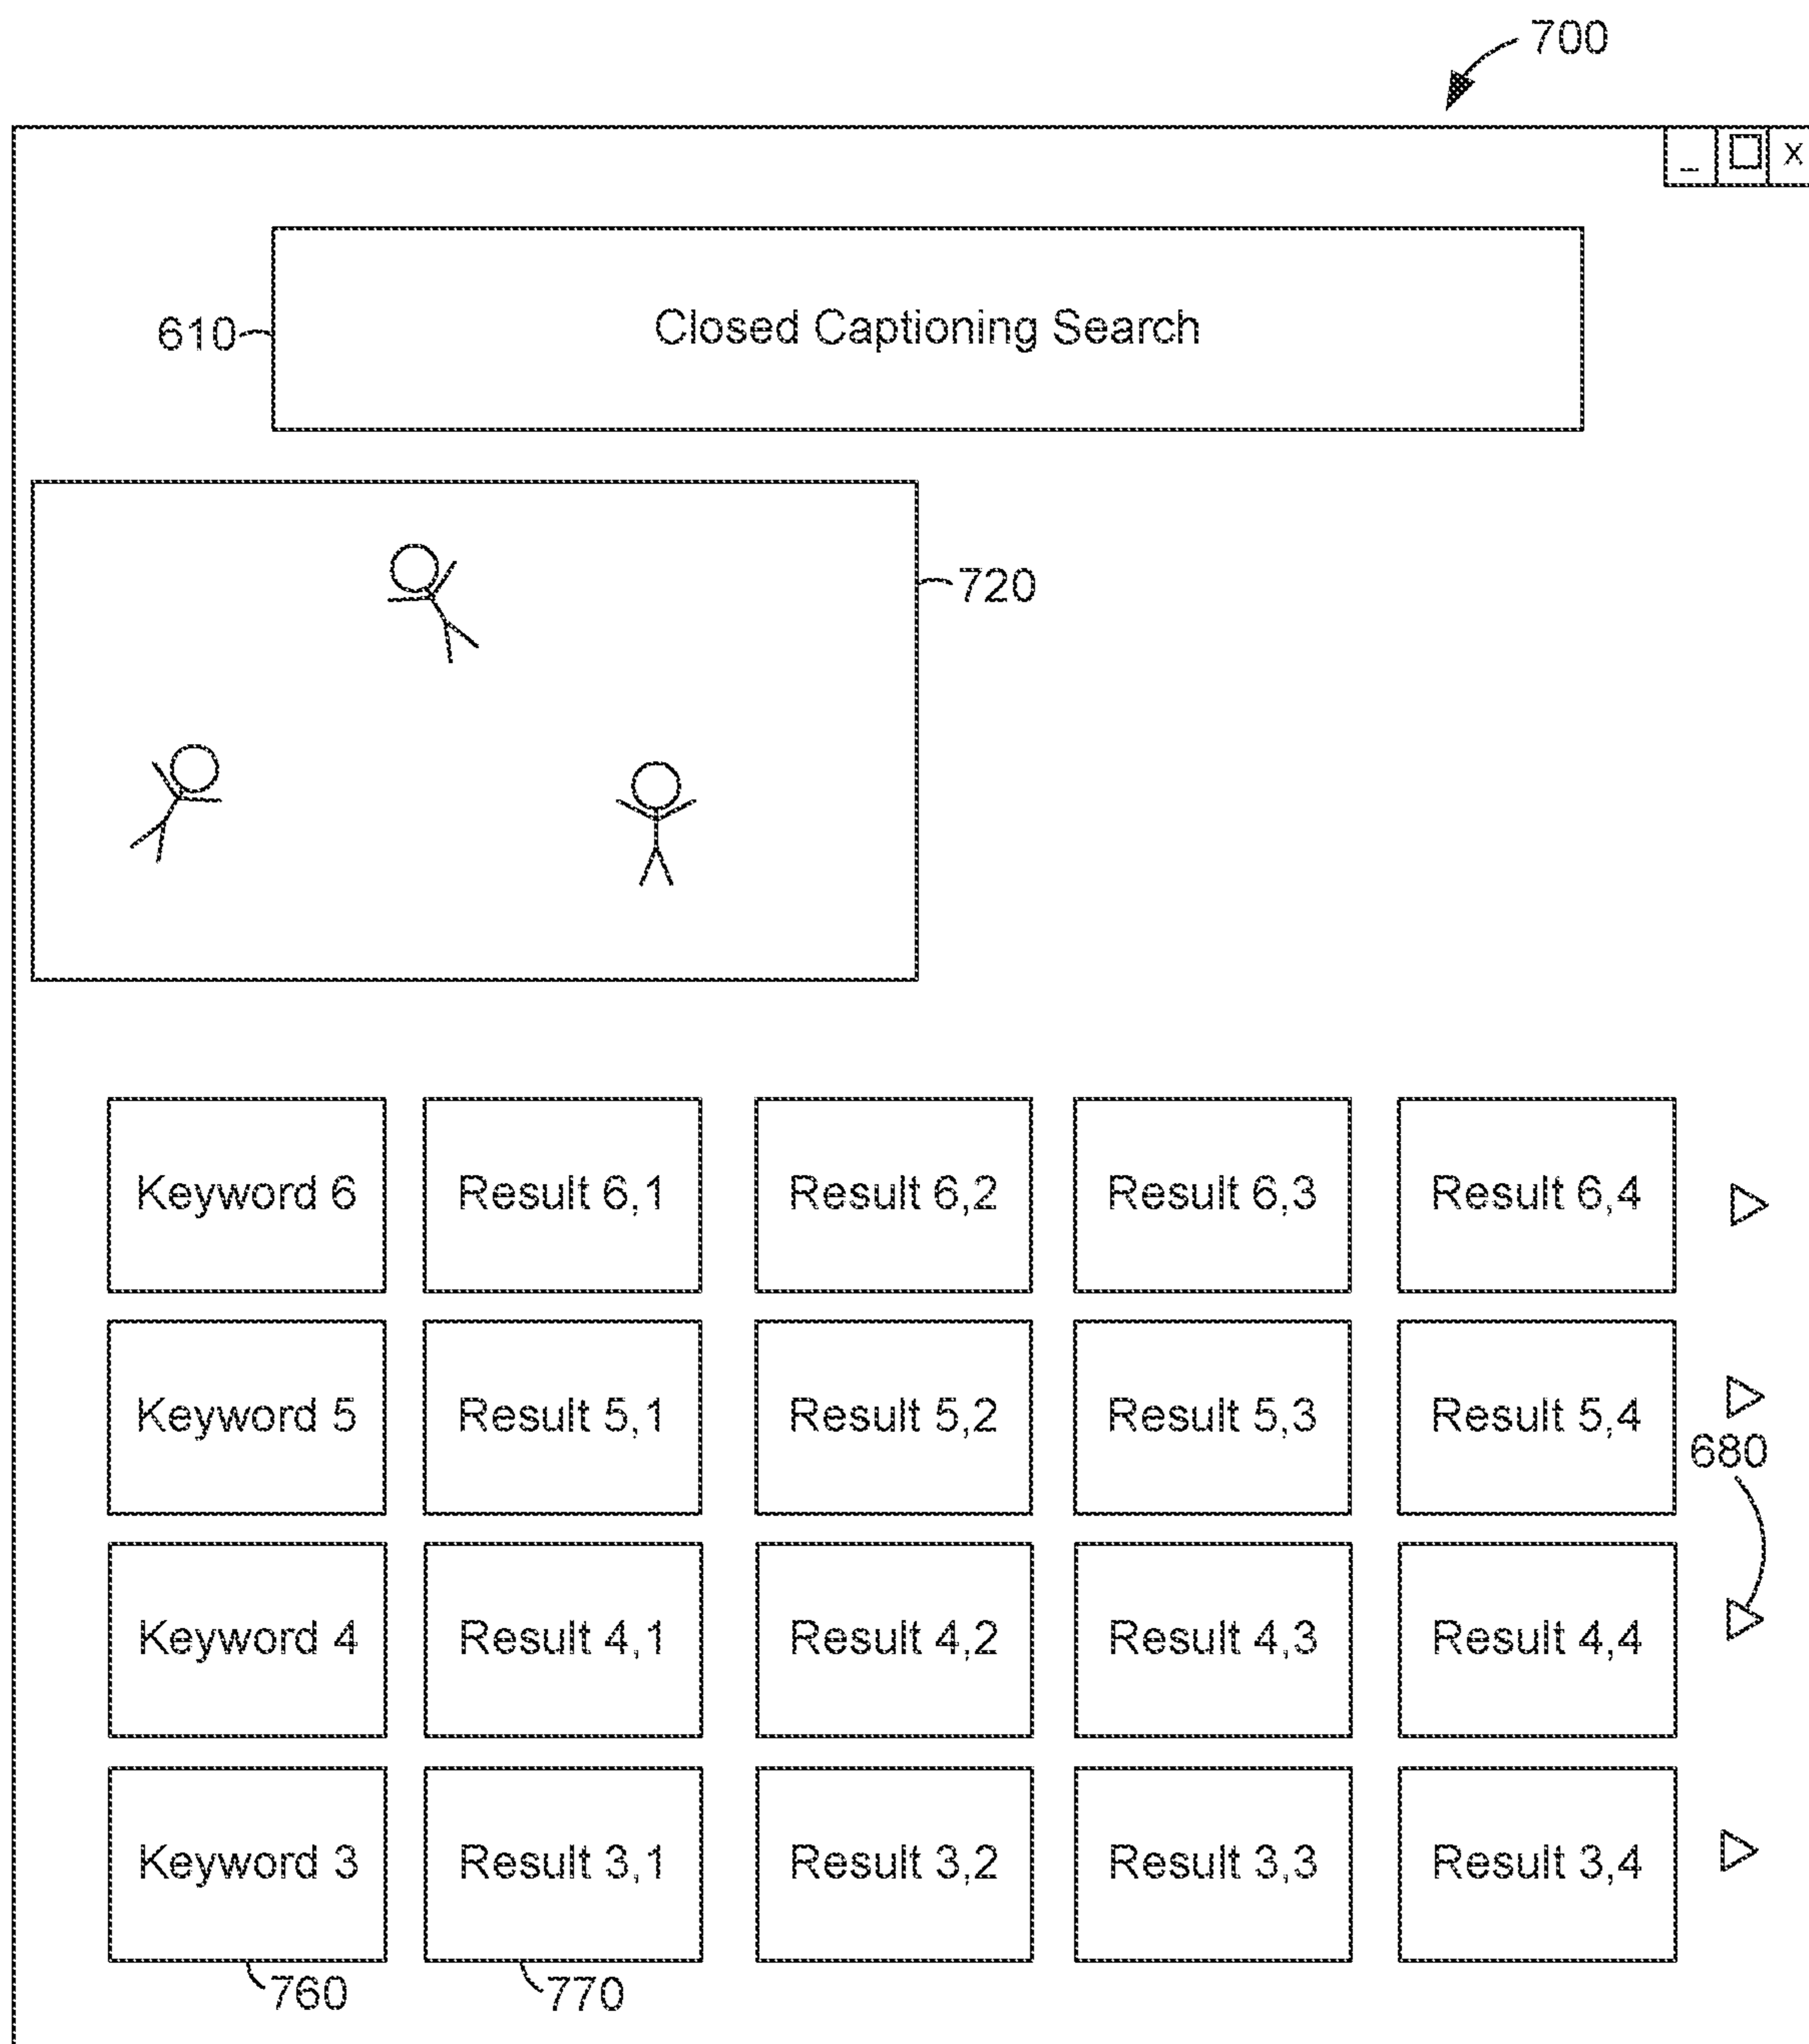 700
_ X
610 Closed Captioning Search
720
Keyword 6 Result 6,1 Result 6,2 Result 6,3 Result 6,4
Keyword 5 Result 5,1 Result 5,2 Result 5,3 Result 5,4
680
Keyword 4 Result 4,1 Result 4,2 Result 4,3 Result 4,4
Keyword 3 Result 3,1 Result 3,2 Result 3,3 Result 3,4
760 770